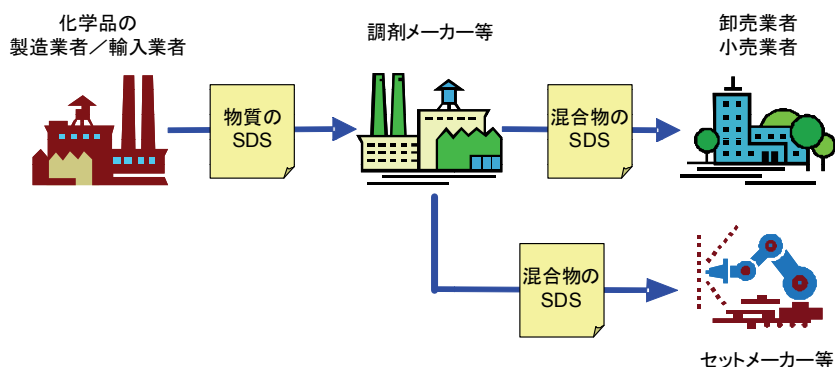 化学品の
製造業者／輸入業者
調剤メーカー等
卸売業者
小売業者
物質の
SDS
混合物の
SDS
混合物の
SDS
セットメーカー等